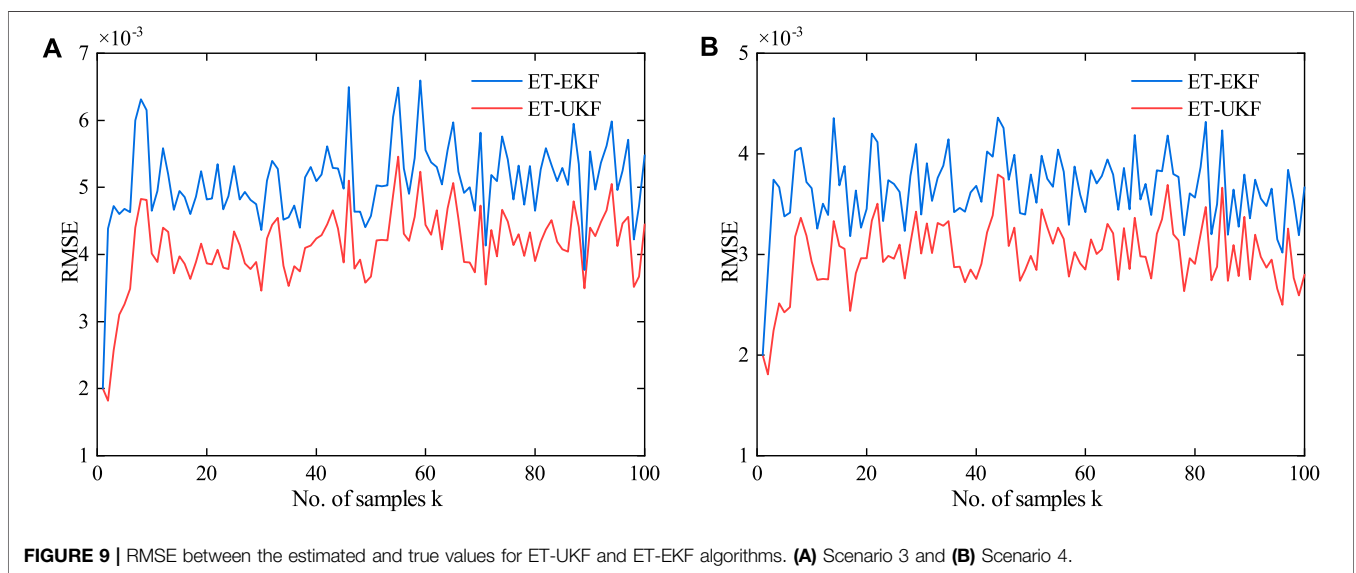 A
×10⁻³
7
6
5
4
3
2
1
RMSE
0
20
40
60
80
100
No. of samples k
ET-EKF
ET-UKF
B
×10⁻³
5
4
3
2
1
RMSE
0
20
40
60
80
100
No. of samples k
ET-EKF
ET-UKF
FIGURE 9 | RMSE between the estimated and true values for ET-UKF and ET-EKF algorithms. (A) Scenario 3 and (B) Scenario 4.